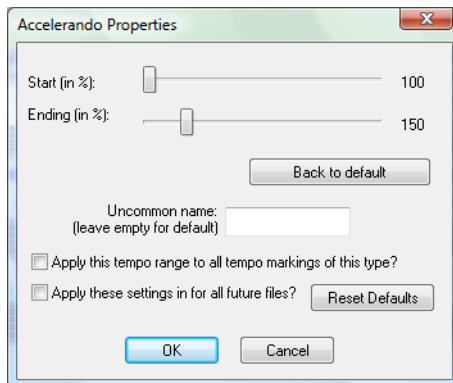 Accelerando Properties
Start (in %):
100
Ending (in %):
150
Back to default
Uncommon name:
(leave empty for default)
Apply this tempo range to all tempo markings of this type?
Apply these settings in for all future files?
Reset Defaults
OK
Cancel